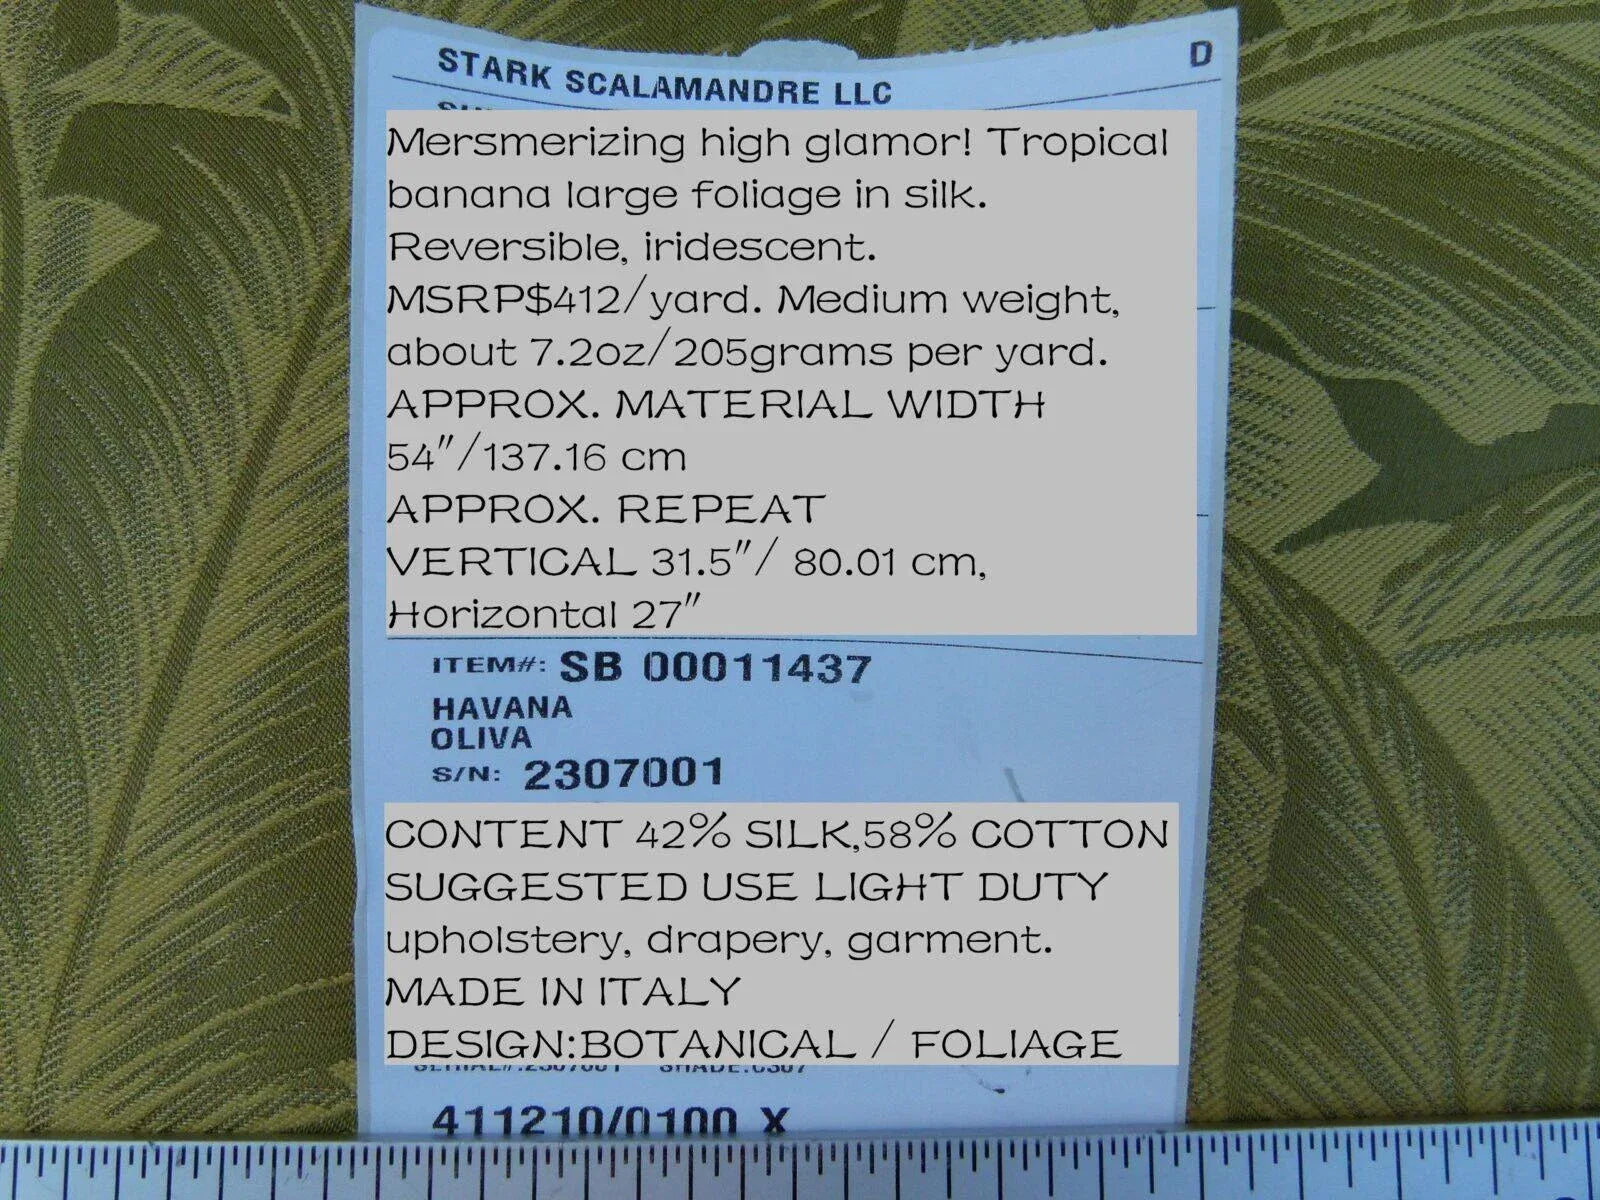 STARK SCALAMANDRE LLC
D
Mersmerizing high glamor! Tropical
banana large foliage in silk.
Reversible, iridescent.
MSRP$412/yard. Medium weight,
about 7.2oz/205grams per yard.
APPROX. MATERIAL WIDTH
54"/137.16 cm
APPROX. REPEAT
VERTICAL 31.5"/ 80.01 cm,
Horizontal 27"
ITEM#: SB 00011437
HAVANA
OLIVA
S/N: 2307001
CONTENT 42% SILK,58% COTTON
SUGGESTED USE LIGHT DUTY
upholstery, drapery, garment.
MADE IN ITALY
DESIGN:BOTANICAL / FOLIAGE
411210/0100 X